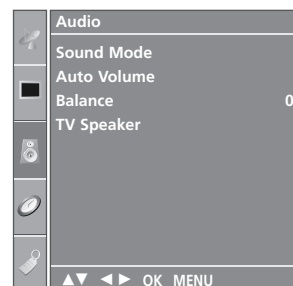 Audio
Sound Mode
Auto Volume
Balance 0
TV Speaker
▲▼ ◄► OK MENU